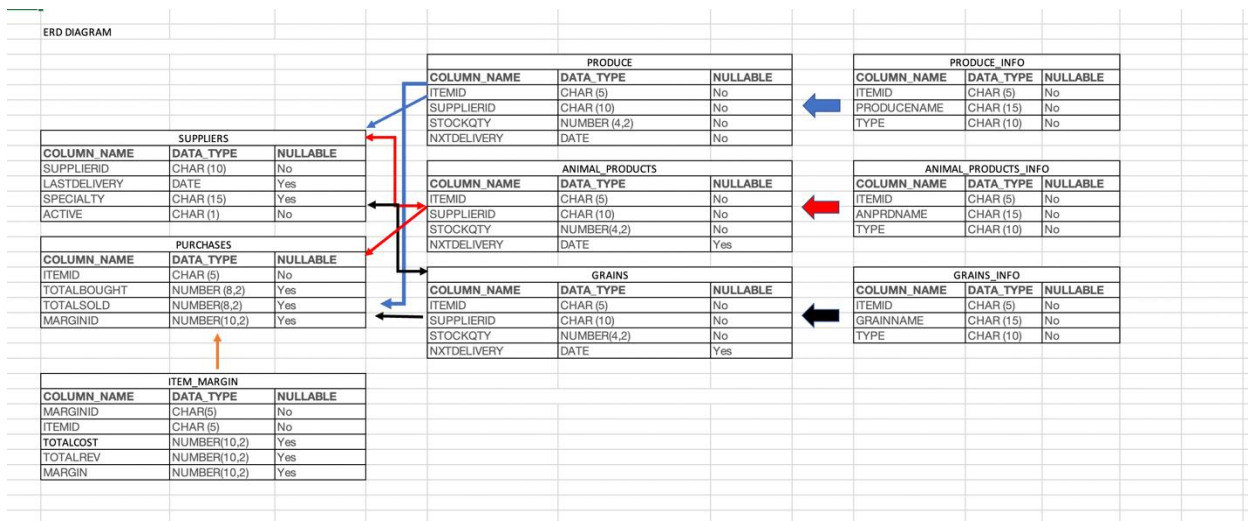 ERD DIAGRAM
PRODUCE
COLUMN_NAME DATA_TYPE NULLABLE
ITEMID CHAR (5) No
SUPPLIERID CHAR (10) No
STOCKQTY NUMBER (4,2) No
NXTDELIVERY DATE No
PRODUCE_INFO
COLUMN_NAME DATA_TYPE NULLABLE
ITEMID CHAR (5) No
PRODUCENAME CHAR (15) No
TYPE CHAR (10) No
SUPPLIERS
COLUMN_NAME DATA_TYPE NULLABLE
SUPPLIERID CHAR (10) No
LASTDELIVERY DATE Yes
SPECIALTY CHAR (15) Yes
ACTIVE CHAR (1) No
ANIMAL_PRODUCTS
COLUMN_NAME DATA_TYPE NULLABLE
ITEMID CHAR (5) No
SUPPLIERID CHAR (10) No
STOCKQTY NUMBER(4,2) No
NXTDELIVERY DATE Yes
ANIMAL_PRODUCTS_INFO
COLUMN_NAME DATA_TYPE NULLABLE
ITEMID CHAR (5) No
ANPRDNAME CHAR (15) No
TYPE CHAR (10) No
PURCHASES
COLUMN_NAME DATA_TYPE NULLABLE
ITEMID CHAR (5) No
TOTALBOUGHT NUMBER (8,2) Yes
TOTALSOLD NUMBER(8,2) Yes
MARGINID NUMBER(10,2) Yes
GRAINS
COLUMN_NAME DATA_TYPE NULLABLE
ITEMID CHAR (5) No
SUPPLIERID CHAR (10) No
STOCKQTY NUMBER(4,2) No
NXTDELIVERY DATE Yes
GRAINS_INFO
COLUMN_NAME DATA_TYPE NULLABLE
ITEMID CHAR (5) No
GRAINNAME CHAR (15) No
TYPE CHAR (10) No
ITEM_MARGIN
COLUMN_NAME DATA_TYPE NULLABLE
MARGINID CHAR(5) No
ITEMID CHAR (5) No
TOTALCOST NUMBER(10,2) Yes
TOTALREV NUMBER(10,2) Yes
MARGIN NUMBER(10,2) Yes